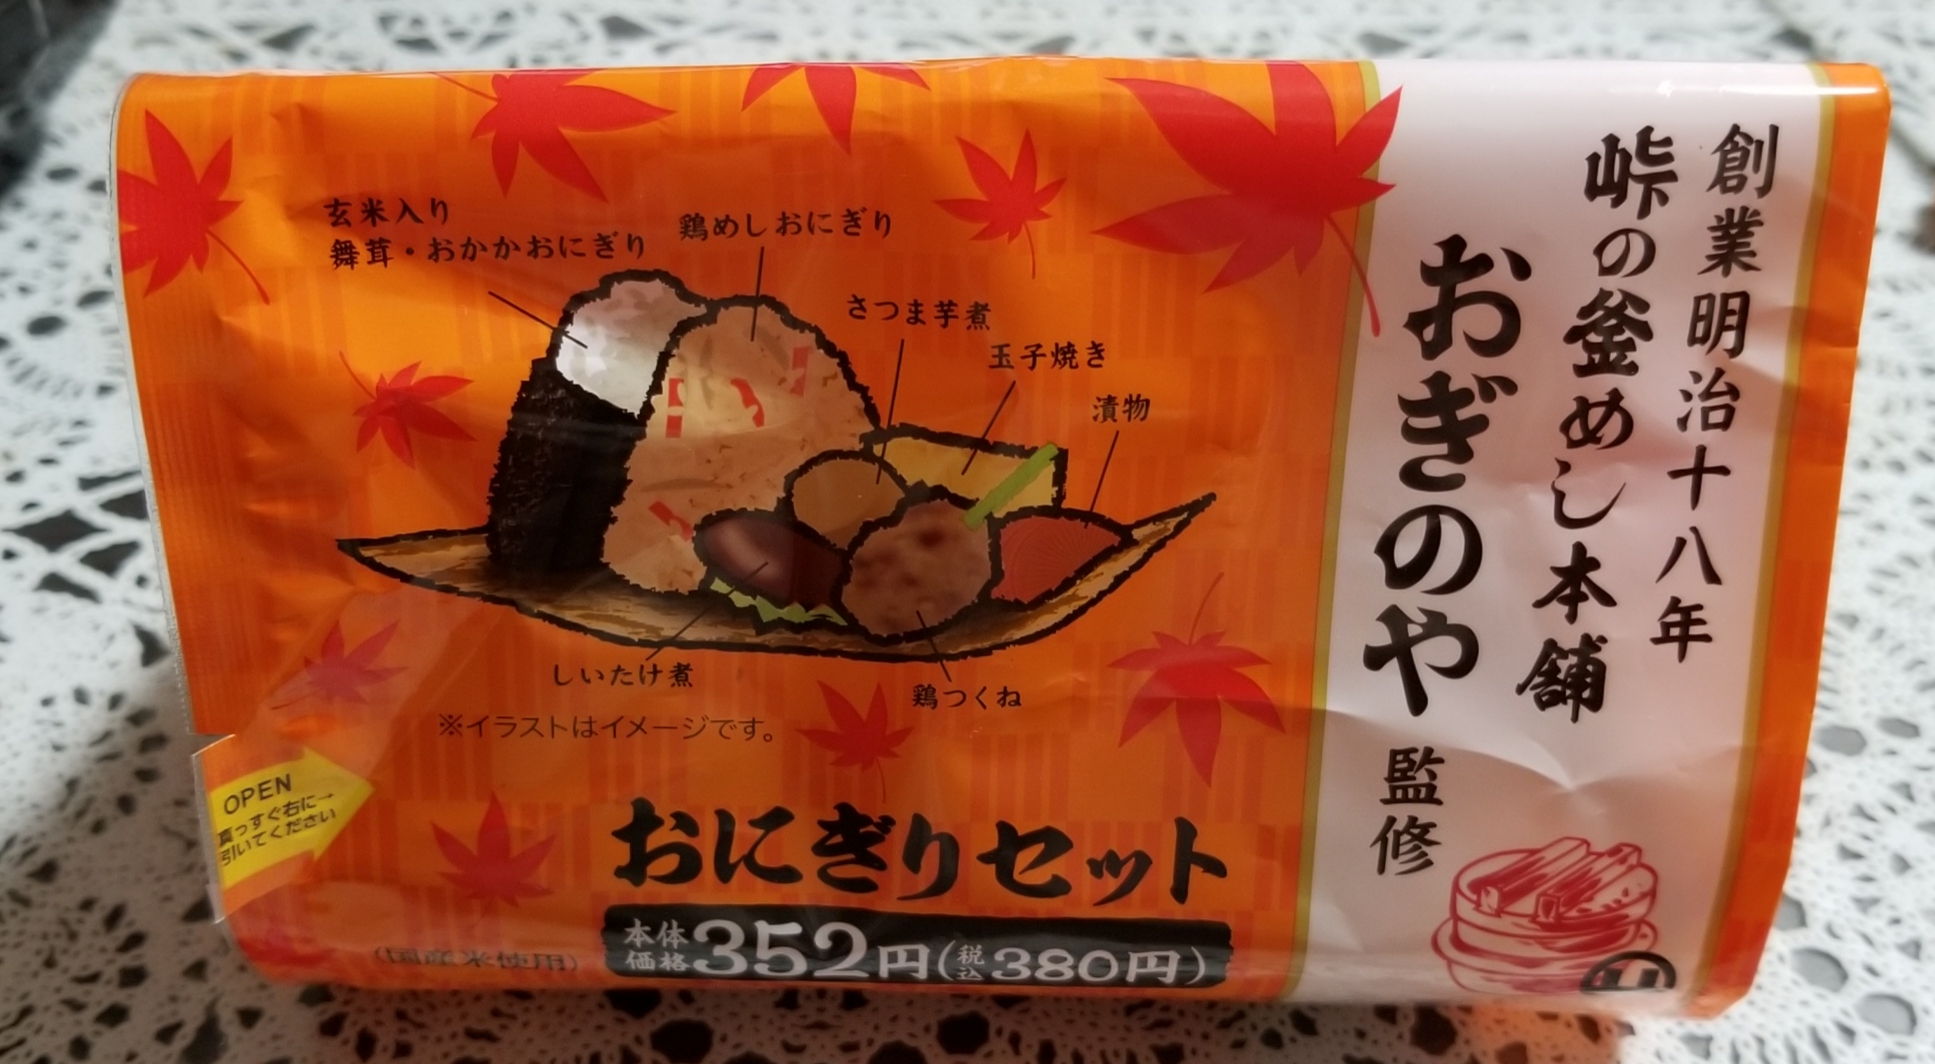 創業明治十八年
峠の釜めし本舗
おぎのや 監修
玄米入り
舞茸・おかかおにぎり
鶏めしおにぎり
さつま芋煮
玉子焼き
漬物
しいたけ煮
鶏つくね
※イラストはイメージです。
OPEN
真っすぐ右に→
引いてください
おにぎりセット
(国産米使用)
本体価格352円(税込380円)